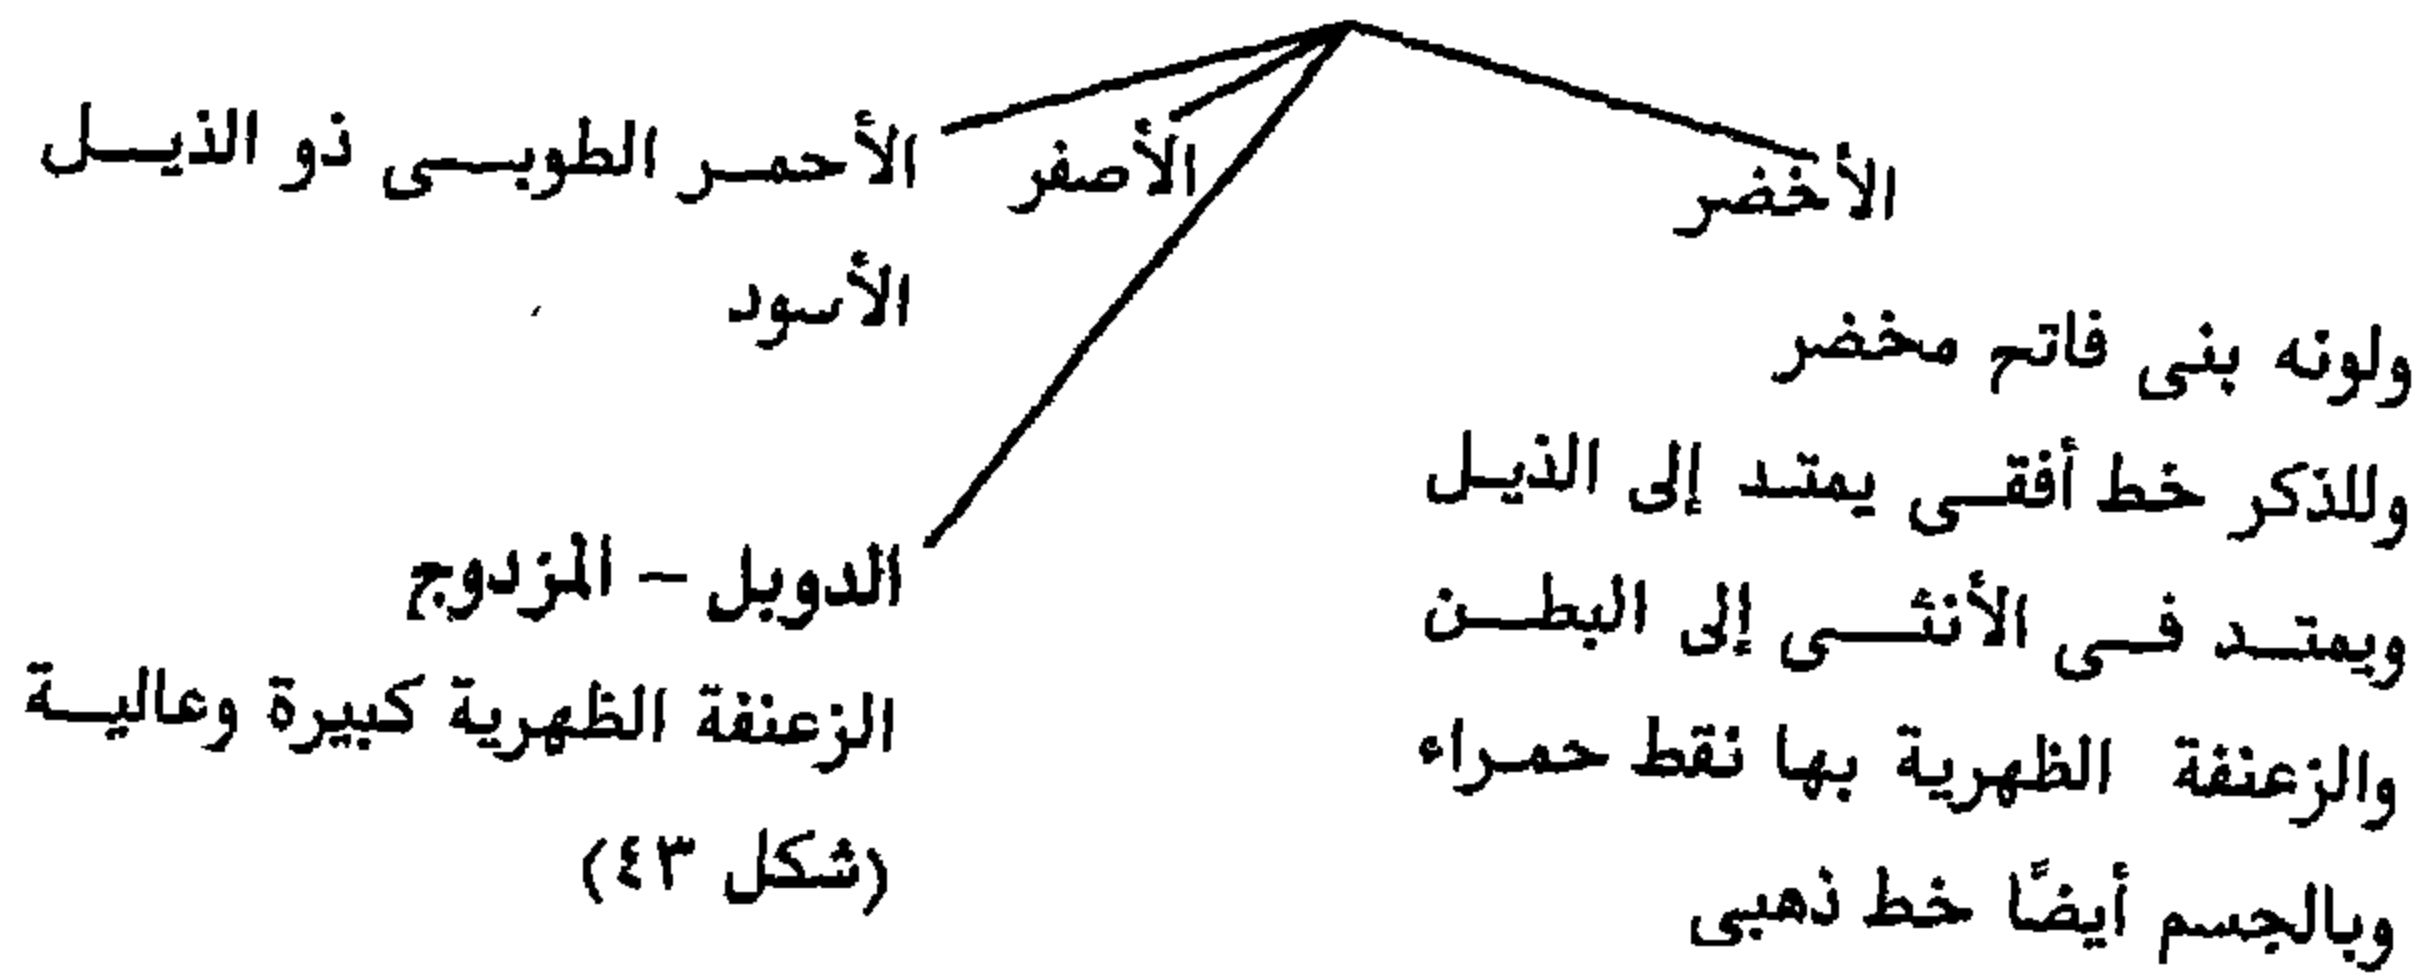 الأخضر
ولونه بنى فاتح مخضر
وللذكر خط أفقى يمتد إلى الذيل
ويمتد فى الأنثى إلى البطن
والزعنفة الظهرية بها نقط حمراء
وبالجسم أيضًا خط ذهبى
الأصفر
الأحمر الطوبى ذو الذيل
الأسود
الدوبل – المزدوج
الزعنفة الظهرية كبيرة وعالية
(شكل ٤٣)